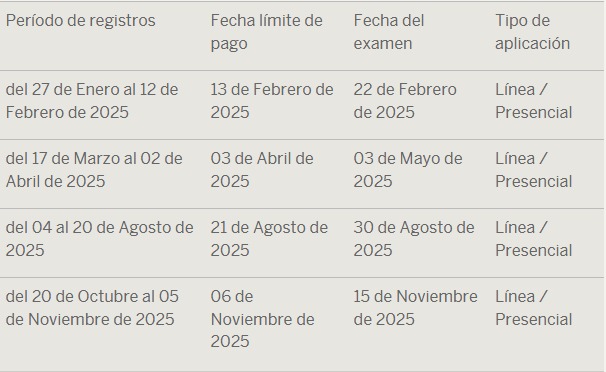 Período de registros
Fecha límite de
pago
Fecha del
examen
Tipo de
aplicación
del 27 de Enero al 12 de
Febrero de 2025
13 de Febrero de
2025
22 de Febrero
de 2025
Línea /
Presencial
del 17 de Marzo al 02 de
Abril de 2025
03 de Abril de
2025
03 de Mayo de
2025
Línea /
Presencial
del 04 al 20 de Agosto de
2025
21 de Agosto de
2025
30 de Agosto de
2025
Línea /
Presencial
del 20 de Octubre al 05
de Noviembre de 2025
06 de
Noviembre de
2025
15 de Noviembre
de 2025
Línea /
Presencial